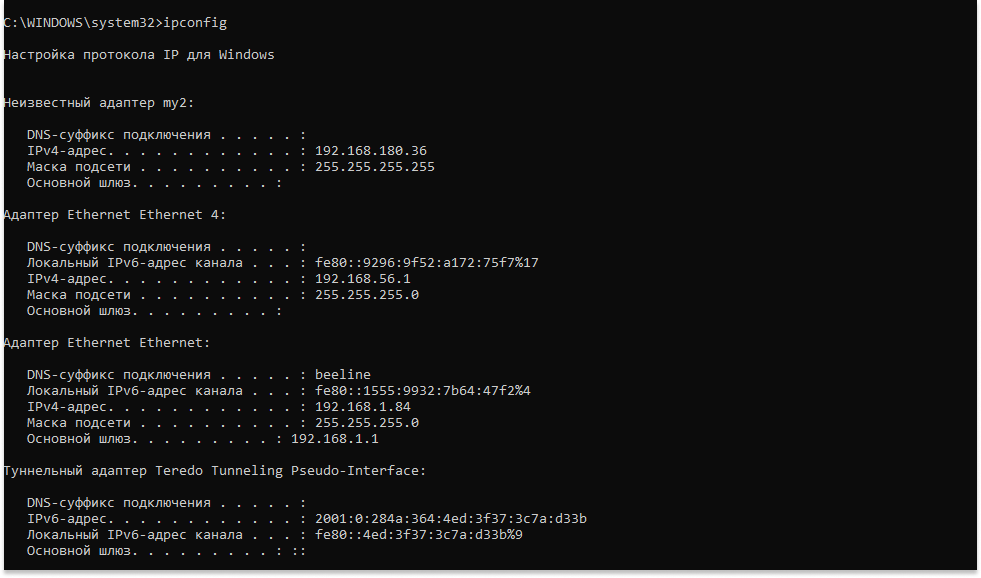 C:\WINDOWS\system32>ipconfig
Настройка протокола IP для Windows
Неизвестный адаптер my2:
DNS-суффикс подключения . . . . . :
IPv4-адрес. . . . . . . . . . . . : 192.168.180.36
Маска подсети . . . . . . . . . . : 255.255.255.255
Основной шлюз. . . . . . . . . :
Адаптер Ethernet Ethernet 4:
DNS-суффикс подключения . . . . . :
Локальный IPv6-адрес канала . . . : fe80::9296:9f52:a172:75f7%17
IPv4-адрес. . . . . . . . . . . . : 192.168.56.1
Маска подсети . . . . . . . . . . : 255.255.255.0
Основной шлюз. . . . . . . . . :
Адаптер Ethernet Ethernet:
DNS-суффикс подключения . . . . . : beeline
Локальный IPv6-адрес канала . . . : fe80::1555:9932:7b64:47f2%4
IPv4-адрес. . . . . . . . . . . . : 192.168.1.84
Маска подсети . . . . . . . . . . : 255.255.255.0
Основной шлюз. . . . . . . . . : 192.168.1.1
Туннельный адаптер Teredo Tunneling Pseudo-Interface:
DNS-суффикс подключения . . . . . :
IPv6-адрес. . . . . . . . . . . . : 2001:0:284a:364:4ed:3f37:3c7a:d33b
Локальный IPv6-адрес канала . . . : fe80::4ed:3f37:3c7a:d33b%9
Основной шлюз. . . . . . . . . : ::